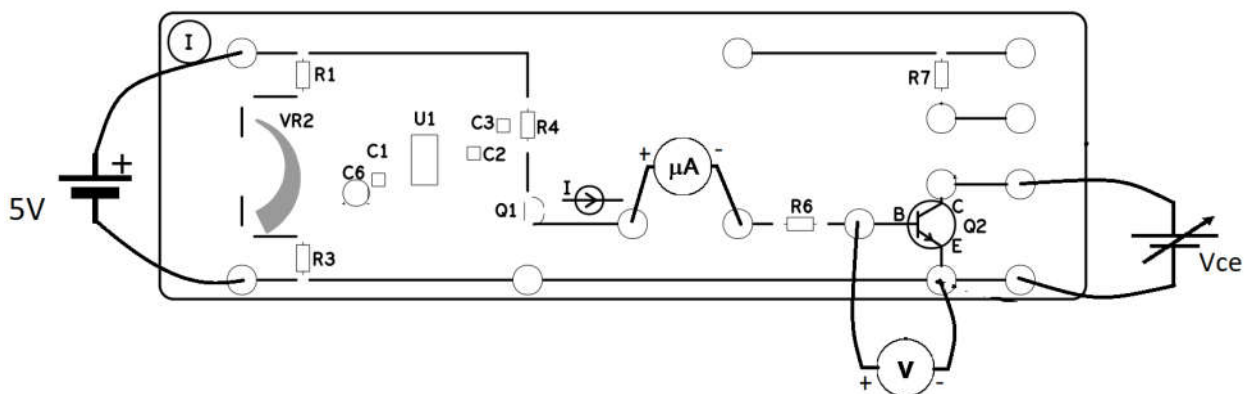 I
R1
R7
VR2
U1
C3
R4
C1
C2
+
C6
+ μA -
5V
I
Q1
R6
B
C
Q2
E
Vce
R3
+ V -